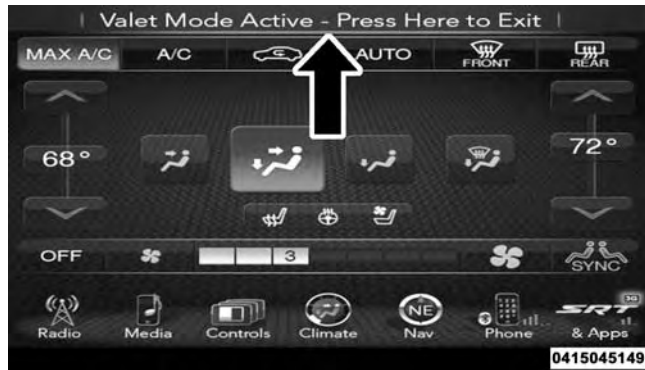 Valet Mode Active - Press Here to Exit
MAX A/C A/C AUTO FRONT REAR
68° 72°
OFF 3 SYNC
NE 3G
Radio Media Controls Climate Nav Phone SRT & Apps
0415045149